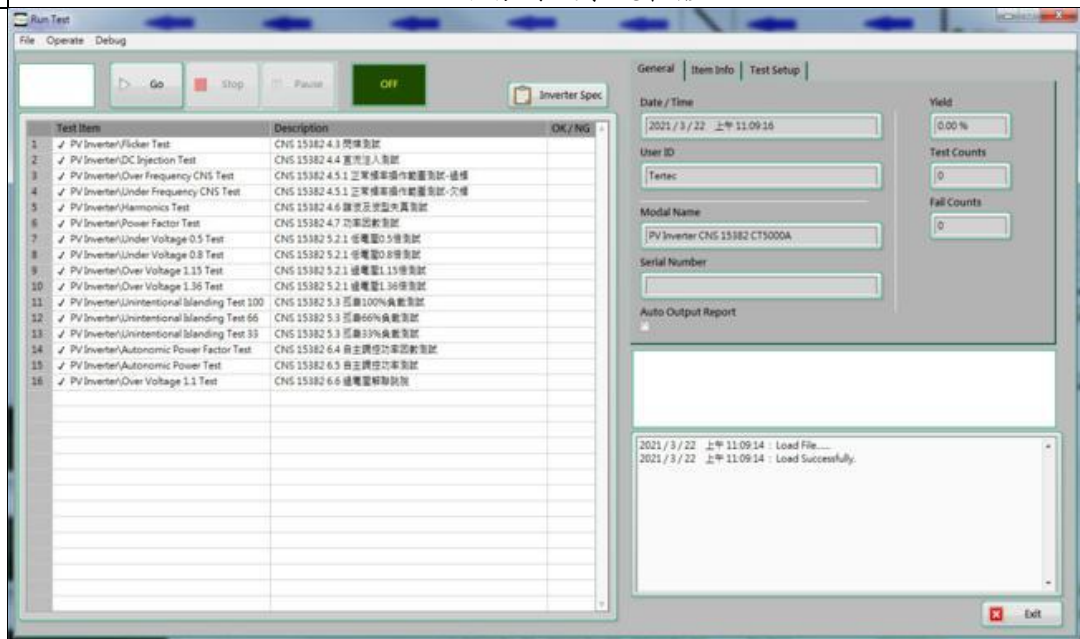 Run Test
File Operate Debug
Go Stop Pause OFF
Inverter Spec
Test Item Description OK/NG
1 ✓ PV Inverter\Flicker Test CNS 15382 4.3 閃爍測試
2 ✓ PV Inverter\DC Injection Test CNS 15382 4.4 直流注入測試
3 ✓ PV Inverter\Over Frequency CNS Test CNS 15382 4.5.1 正常頻率操作範圍測試-過頻
4 ✓ PV Inverter\Under Frequency CNS Test CNS 15382 4.5.1 正常頻率操作範圍測試-欠頻
5 ✓ PV Inverter\Harmonics Test CNS 15382 4.6 諧波及波型失真測試
6 ✓ PV Inverter\Power Factor Test CNS 15382 4.7 功率因數測試
7 ✓ PV Inverter\Under Voltage 0.5 Test CNS 15382 5.2.1 低電壓0.5倍測試
8 ✓ PV Inverter\Under Voltage 0.8 Test CNS 15382 5.2.1 低電壓0.8倍測試
9 ✓ PV Inverter\Over Voltage 1.15 Test CNS 15382 5.2.1 過電壓1.15倍測試
10 ✓ PV Inverter\Over Voltage 1.36 Test CNS 15382 5.2.1 過電壓1.36倍測試
11 ✓ PV Inverter\Unintentional Islanding Test 100 CNS 15382 5.3 孤島100%負載測試
12 ✓ PV Inverter\Unintentional Islanding Test 66 CNS 15382 5.3 孤島66%負載測試
13 ✓ PV Inverter\Unintentional Islanding Test 33 CNS 15382 5.3 孤島33%負載測試
14 ✓ PV Inverter\Autonomic Power Factor Test CNS 15382 6.4 自主調控功率因數測試
15 ✓ PV Inverter\Autonomic Power Test CNS 15382 6.5 自主調控功率測試
16 ✓ PV Inverter\Over Voltage 1.1 Test CNS 15382 6.6 過電壓解聯
General Item Info Test Setup
Date / Time
2021 / 3 / 22 上午 11:09:16
User ID
Tertec
Modal Name
PV Inverter CNS 15382 CT5000A
Serial Number
Auto Output Report
Yield
0.00 %
Test Counts
0
Fail Counts
0
2021 / 3 / 22 上午 11:09:14 : Load File......
2021 / 3 / 22 上午 11:09:14 : Load Successfully.
Exit